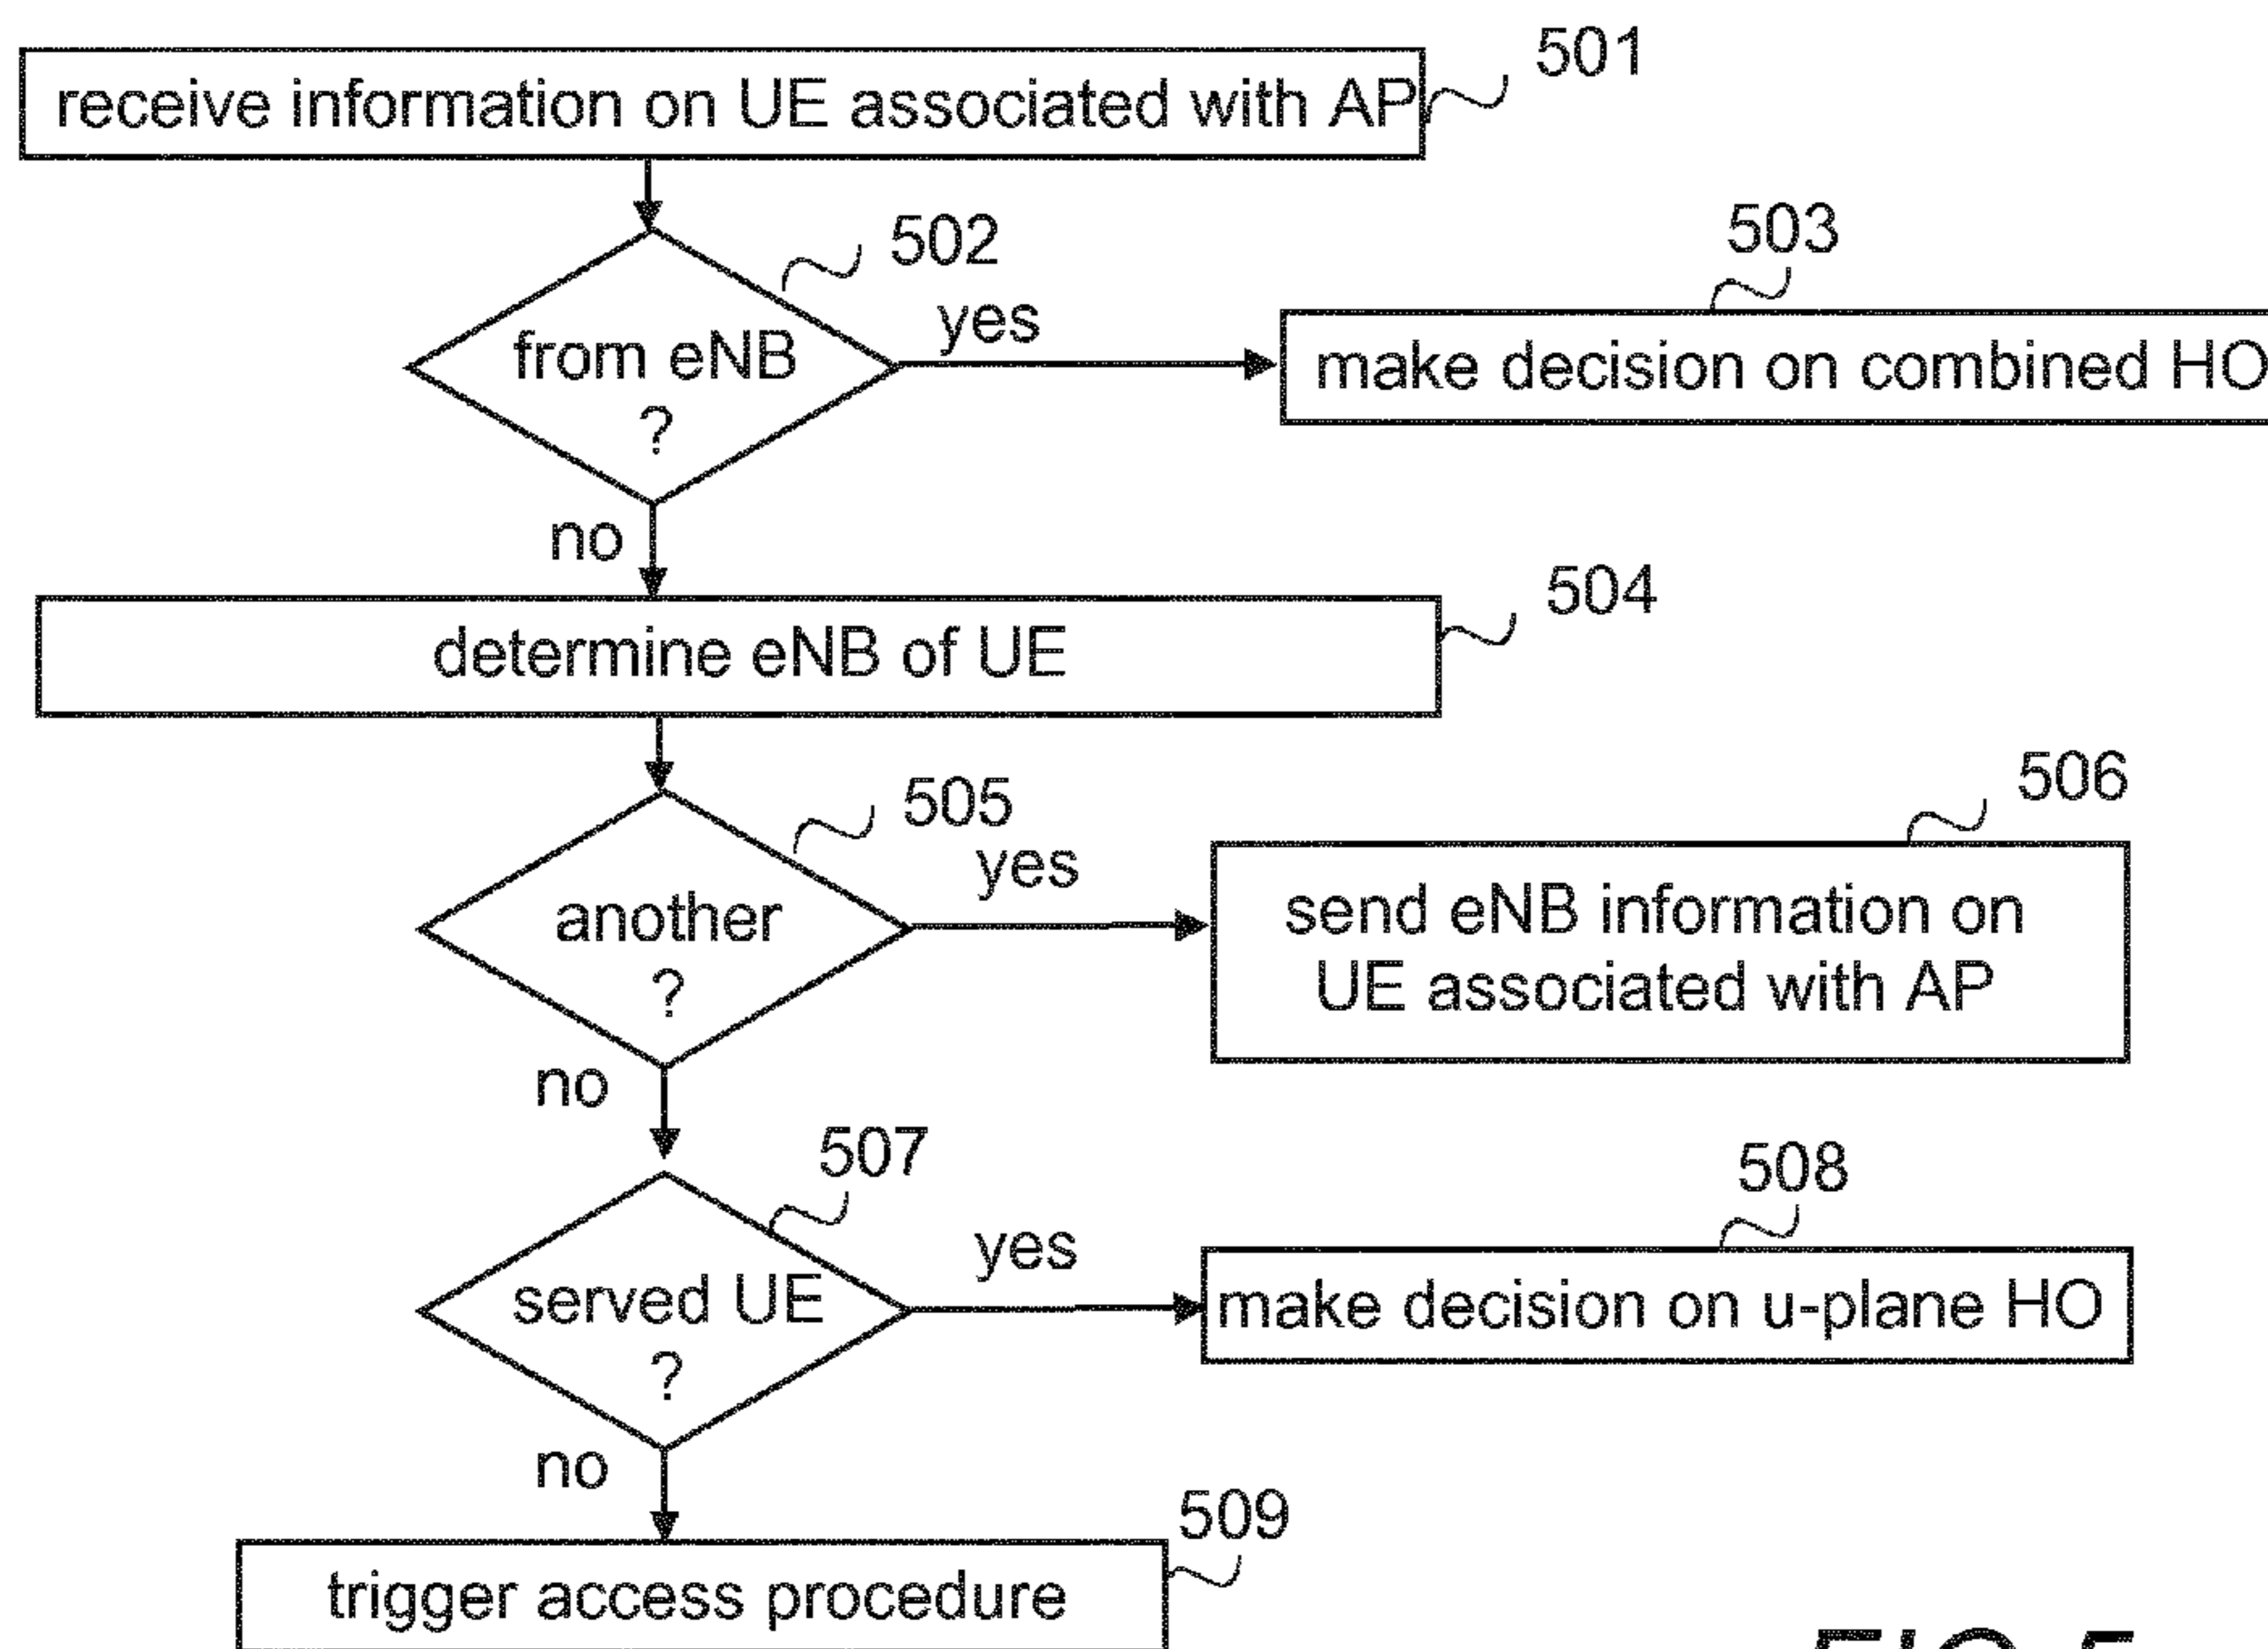 501
receive information on UE associated with AP
502
503
from eNB
?
yes
make decision on combined HO
no
504
determine eNB of UE
505
506
another
?
yes
send eNB information on
UE associated with AP
no
507
508
served UE
?
yes
make decision on u-plane HO
no
509
trigger access procedure